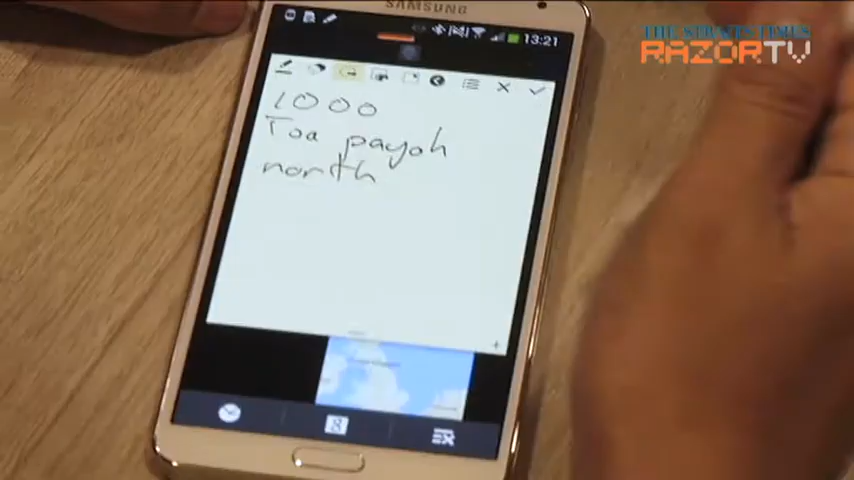 SAMSUNG
13:21
THE STRAITS TIMES
RAZORTV
1000
Toa payoh
north